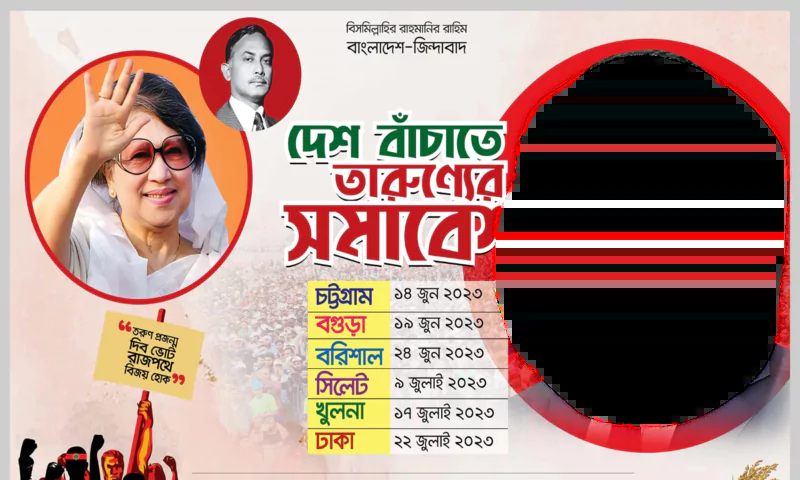 বিসমিল্লাহির রাহমানির রাহিম
বাংলাদেশ-জিন্দাবাদ
দেশ বাঁচাতে
তারুণ্যের
চট্টগ্রাম ১৪ জুন ২০২৩
বগুড়া ১৯ জুন ২০২৩
বরিশাল ২৪ জুন ২০২৩
সিলেট ৯ জুলাই ২০২৩
খুলনা ১৭ জুলাই ২০২৩
ঢাকা ২২ জুলাই ২০২৩
“তরুণ প্রজন্ম
দিব ভোট
রাজপথে
বিজয় হোক”